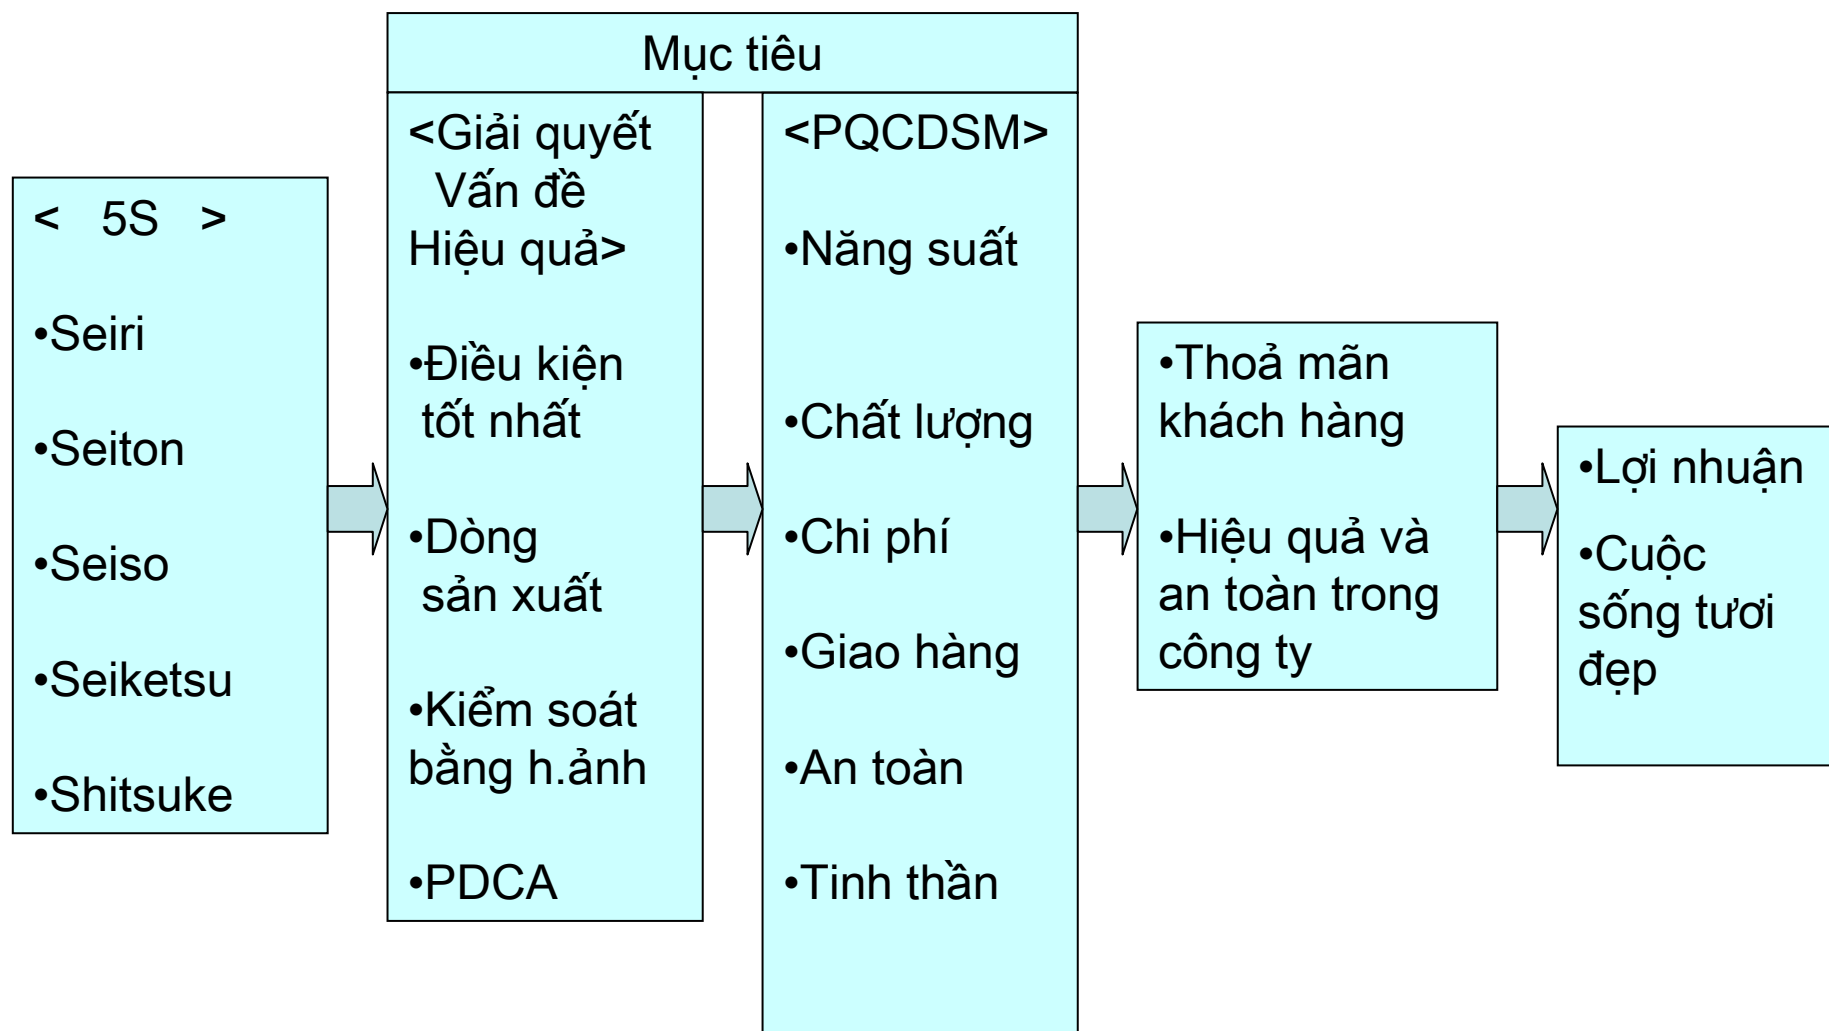 Mục tiêu
< 5S >
•Seiri
•Seiton
•Seiso
•Seiketsu
•Shitsuke
<Giải quyết
Vấn đề
Hiệu quả>
•Điều kiện
tốt nhất
•Dòng
sản xuất
•Kiểm soát
bằng h.ảnh
•PDCA
<PQCDSM>
•Năng suất
•Chất lượng
•Chi phí
•Giao hàng
•An toàn
•Tinh thần
•Thoả mãn
khách hàng
•Hiệu quả và
an toàn trong
công ty
•Lợi nhuận
•Cuộc
sống tươi
đẹp